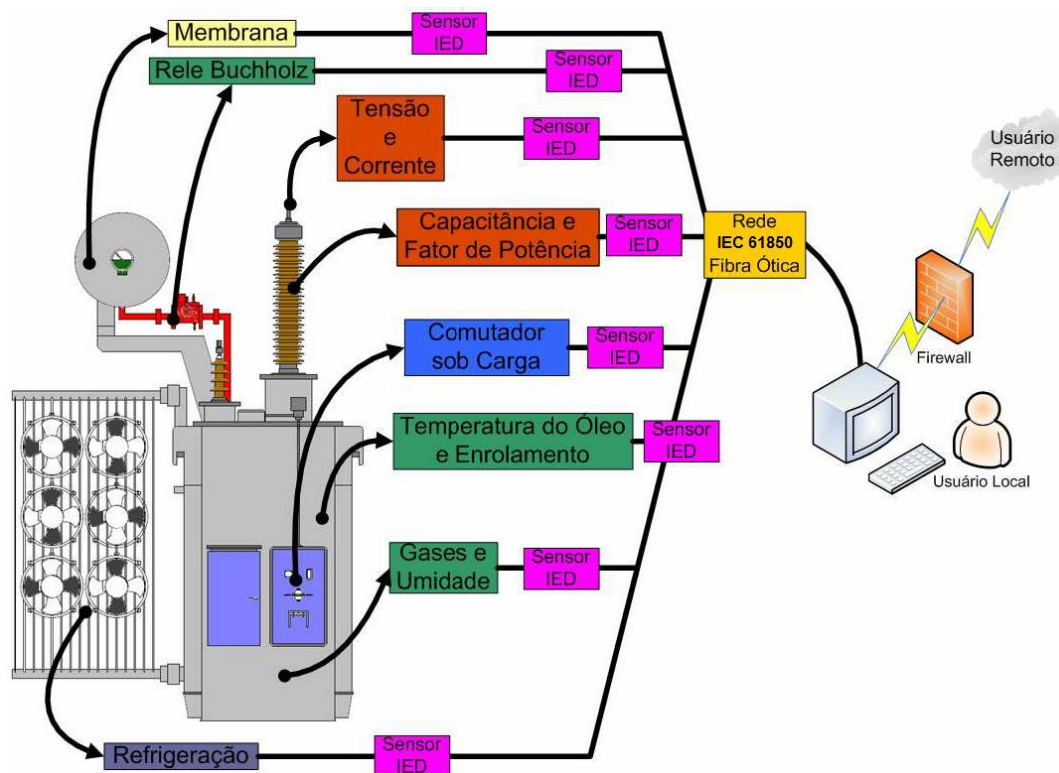 Membrana
Sensor
IED
Rele Buchholz
Sensor
IED
Tensão
e
Corrente
Sensor
IED
Usuário
Remoto
Capacitância e
Fator de Potência
Sensor
IED
Rede
IEC 61850
Fibra Ótica
Firewall
Comutador
sob Carga
Sensor
IED
Temperatura do Óleo
e Enrolamento
Sensor
IED
Usuário Local
Gases e
Umidade
Sensor
IED
Refrigeração
Sensor
IED